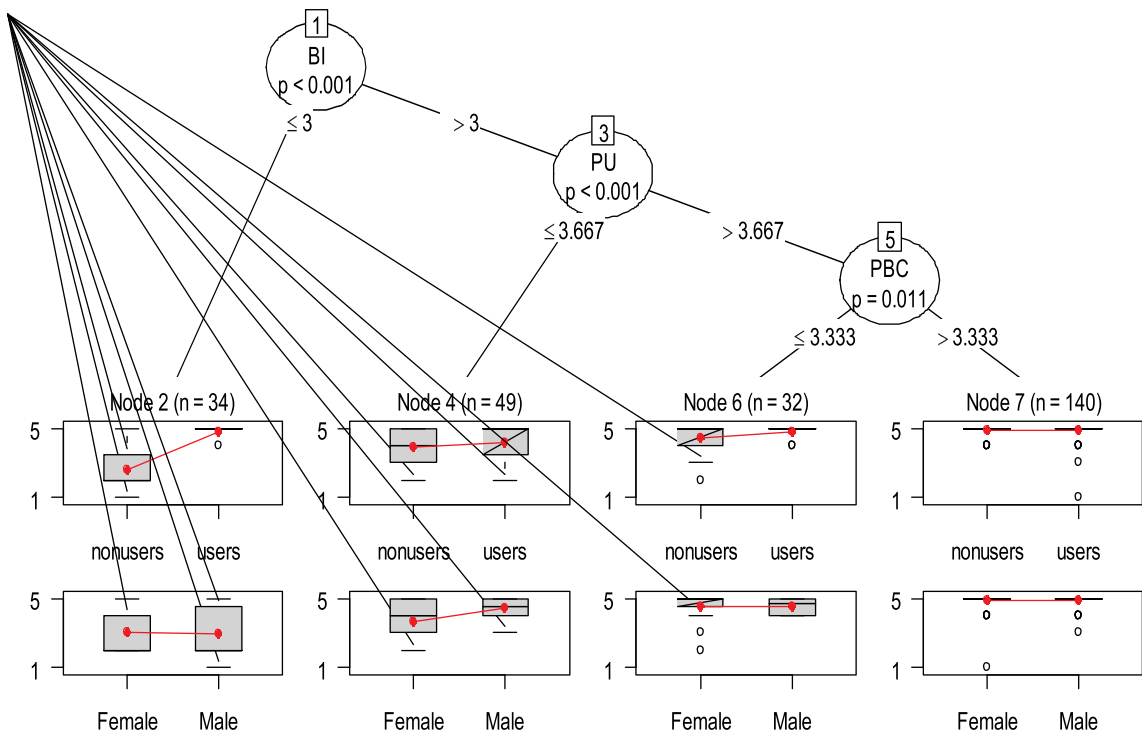 1
BI
p < 0.001
≤ 3
> 3
3
PU
p < 0.001
≤ 3.667
> 3.667
5
PBC
p = 0.011
≤ 3.333
> 3.333
Node 2 (n = 34)
Node 4 (n = 49)
Node 6 (n = 32)
Node 7 (n = 140)
5
5
5
5
1
1
1
1
nonusers users
nonusers users
nonusers users
nonusers users
5
5
5
5
1
1
1
1
Female Male
Female Male
Female Male
Female Male